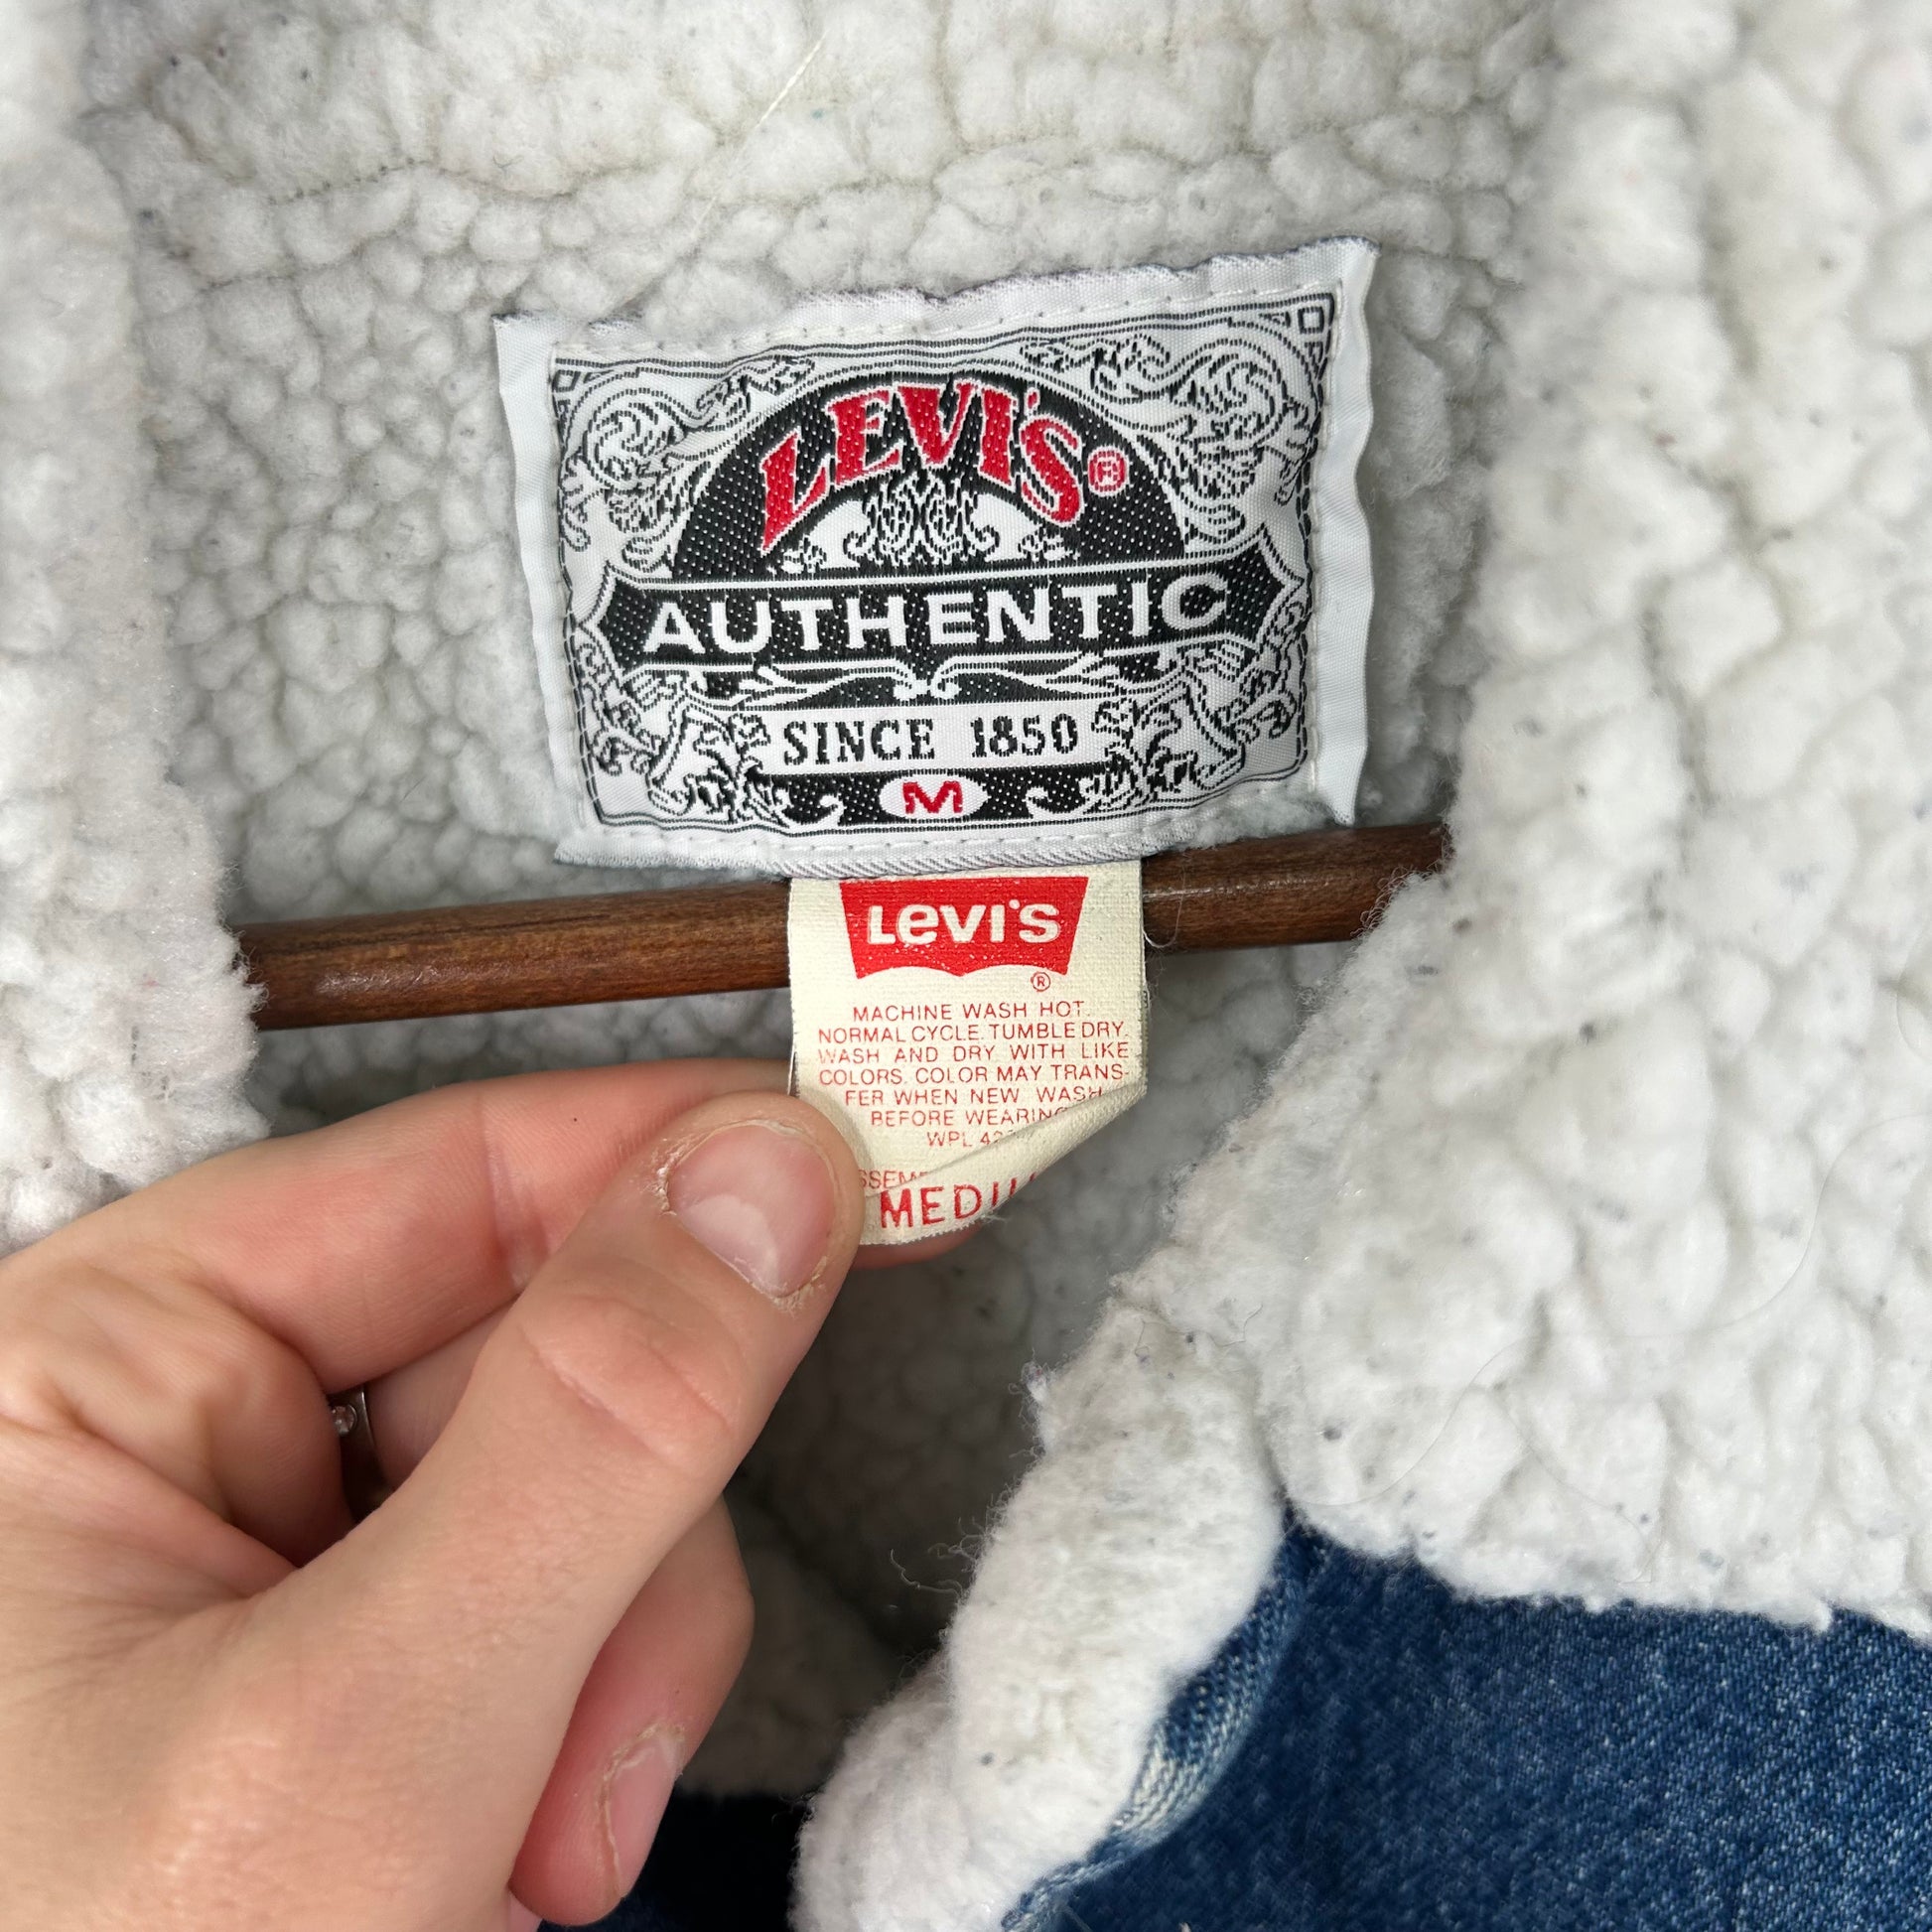 LEVI'S®
AUTHENTIC
SINCE 1850
M
Levi's
®
MACHINE WASH HOT
NORMAL CYCLE. TUMBLE DRY.
WASH AND DRY WITH LIKE
COLORS. COLOR MAY TRANS-
FER WHEN NEW WASH
BEFORE WEARING
WPL